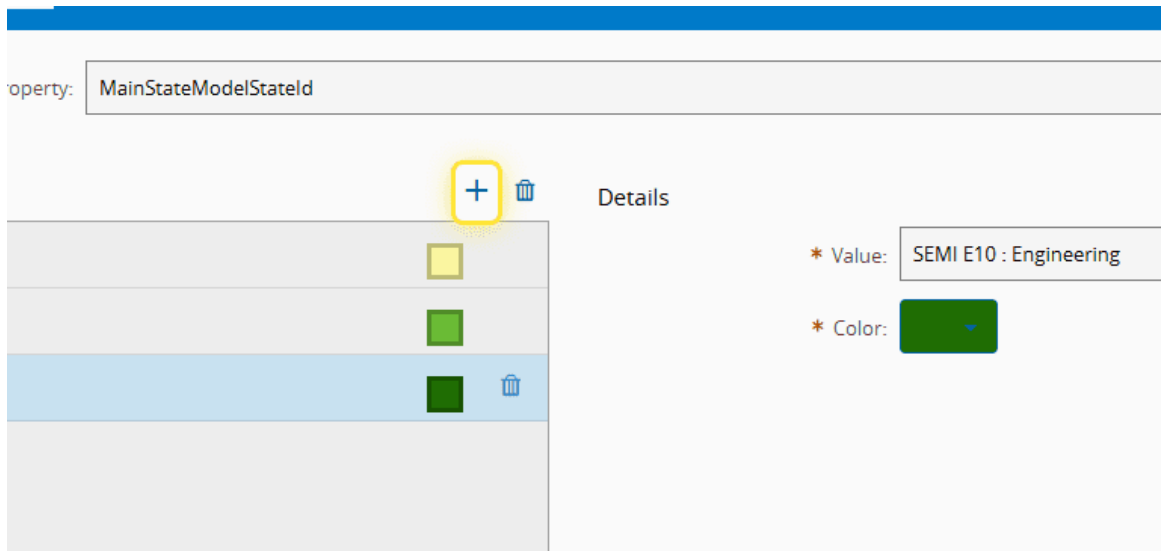 roperty: MainStateModelStateId
Details
* Value: SEMI E10 : Engineering
* Color: